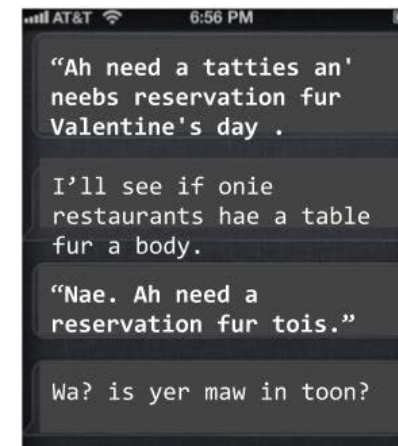 AT&T 6:56 PM
“Ah need a tatties an'
neebs reservation fur
Valentine's day .
I’ll see if onie
restaurants hae a table
fur a body.
“Nae. Ah need a
reservation fur tois.”
Wa? is yer maw in toon?